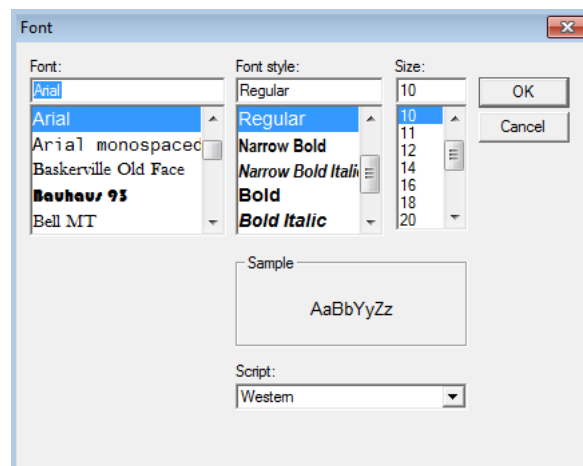 Font
Font:
Arial
Arial
Arial monospaced
Baskerville Old Face
Bauhaus 93
Bell MT
Font style:
Regular
Regular
Narrow Bold
Narrow Bold Itali
Bold
Bold Italic
Size:
10
10
11
12
14
16
18
20
OK
Cancel
Sample
AaBbYyZz
Script:
Western